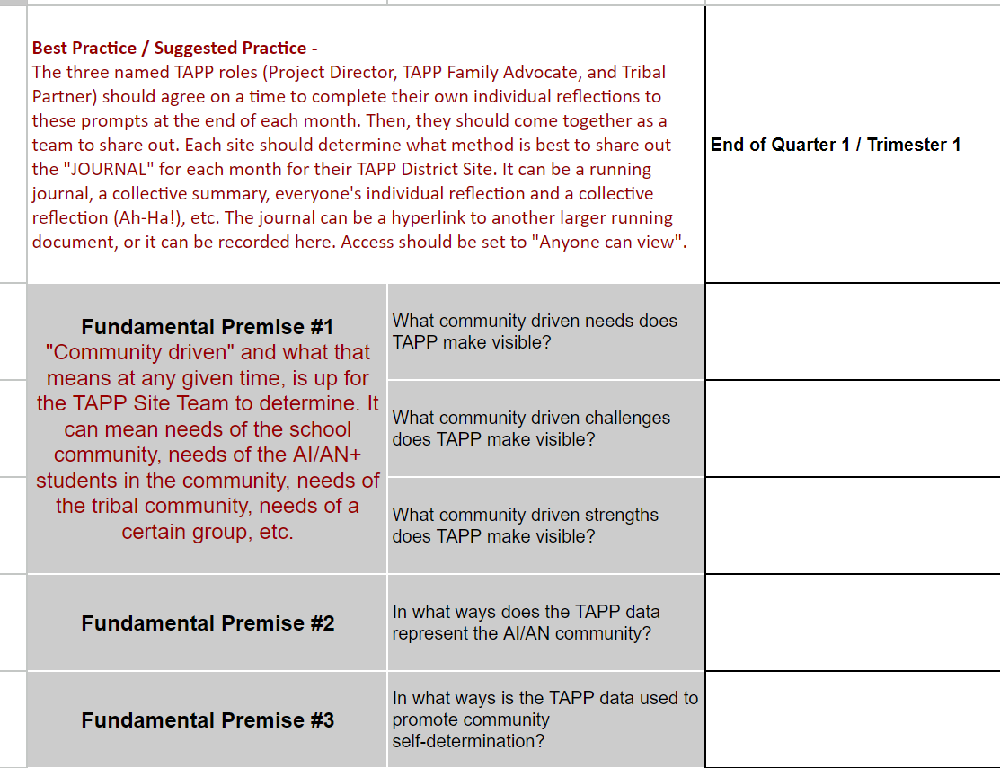 Best Practice / Suggested Practice -
The three named TAPP roles (Project Director, TAPP Family Advocate, and Tribal
Partner) should agree on a time to complete their own individual reflections to
these prompts at the end of each month. Then, they should come together as a
team to share out. Each site should determine what method is best to share out
the "JOURNAL" for each month for their TAPP District Site. It can be a running
journal, a collective summary, everyone's individual reflection and a collective
reflection (Ah-Ha!), etc. The journal can be a hyperlink to another larger running
document, or it can be recorded here. Access should be set to "Anyone can view".
End of Quarter 1 / Trimester 1
Fundamental Premise #1
"Community driven" and what that
means at any given time, is up for
the TAPP Site Team to determine. It
can mean needs of the school
community, needs of the AI/AN+
students in the community, needs of
the tribal community, needs of a
certain group, etc.
What community driven needs does
TAPP make visible?
What community driven challenges
does TAPP make visible?
What community driven strengths
does TAPP make visible?
Fundamental Premise #2
In what ways does the TAPP data
represent the AI/AN community?
Fundamental Premise #3
In what ways is the TAPP data used to
promote community
self-determination?